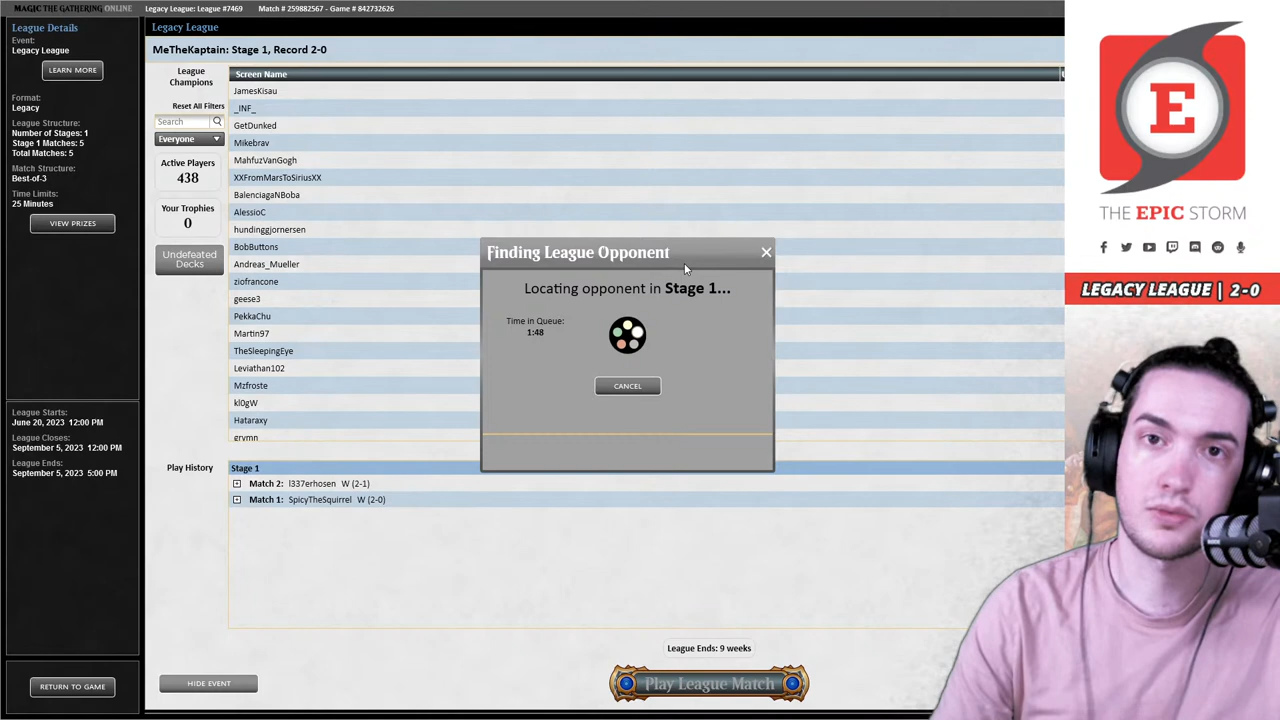 MAGIC THE GATHERING ONLINE
Legacy League: League #7469
Match # 259882567 - Game # 842732626
League Details
Event:
Legacy League
LEARN MORE
Format:
Legacy
League Structure:
Number of Stages: 1
Stage 1 Matches: 5
Total Matches: 5
Match Structure:
Best-of-3
Time Limits:
25 Minutes
VIEW PRIZES
League Starts:
June 20, 2023 12:00 PM
League Closes:
September 5, 2023 12:00 PM
League Ends:
September 5, 2023 5:00 PM
RETURN TO GAME
Legacy League
MeTheKaptain: Stage 1, Record 2-0
League
Champions
Reset All Filters
Search
Everyone
Active Players
438
Your Trophies
0
Undefeated
Decks
Screen Name
JamesKisau
_INF_
GetDunked
Mikebrav
MahfuzVanGogh
XXFromMarsToSiriusXX
BalenciagaNBoba
AlessioC
hundinggjornersen
BobButtons
Andreas_Mueller
ziofrancone
geese3
PekkaChu
Martin97
TheSleepingEye
Leviathan102
Mzfroste
kl0gW
Hataraxy
grymn
Finding League Opponent
Locating opponent in Stage 1...
Time in Queue:
1:48
CANCEL
Play History
Stage 1
Match 2: l337erhosen W (2-1)
Match 1: SpicyTheSquirrel W (2-0)
League Ends: 9 weeks
HIDE EVENT
Play League Match
E
THE EPIC STORM
LEGACY LEAGUE | 2-0